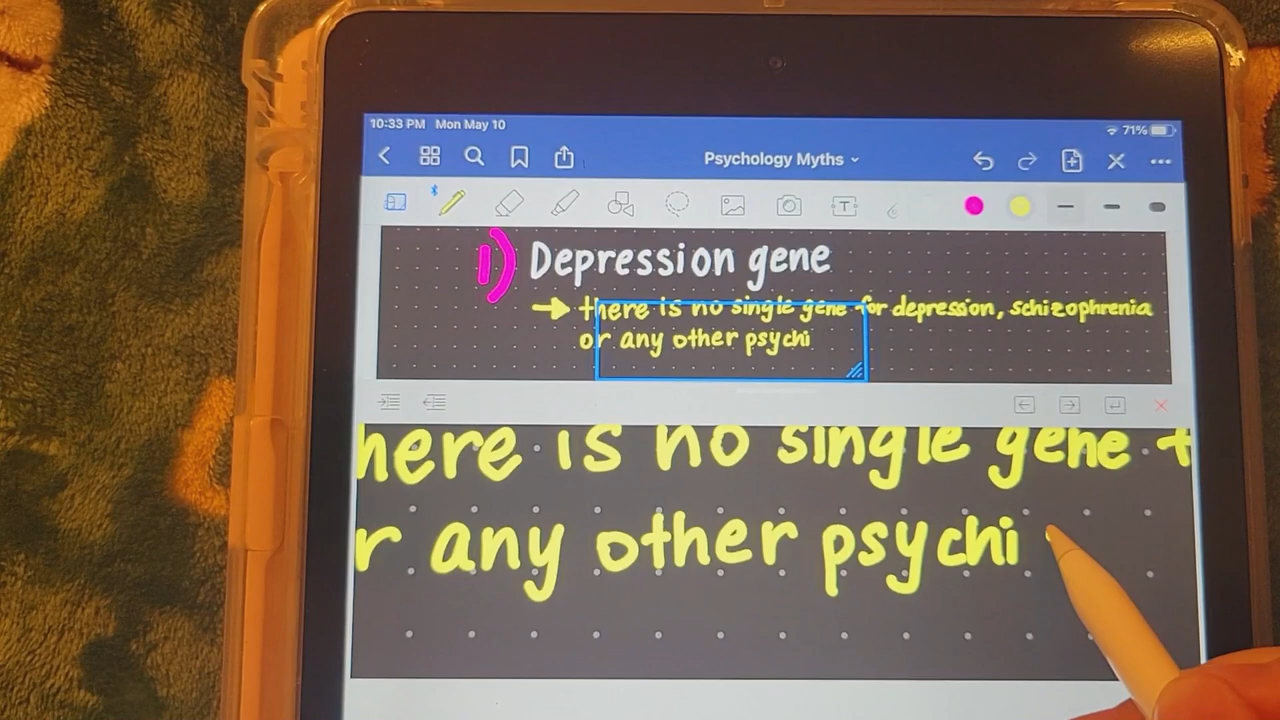 10:33 PM Mon May 10
71%
Psychology Myths
T
1) Depression gene
→ there is no single gene for depression, schizophrenia
or any other psychi
here is no single gene f
r any other psychi